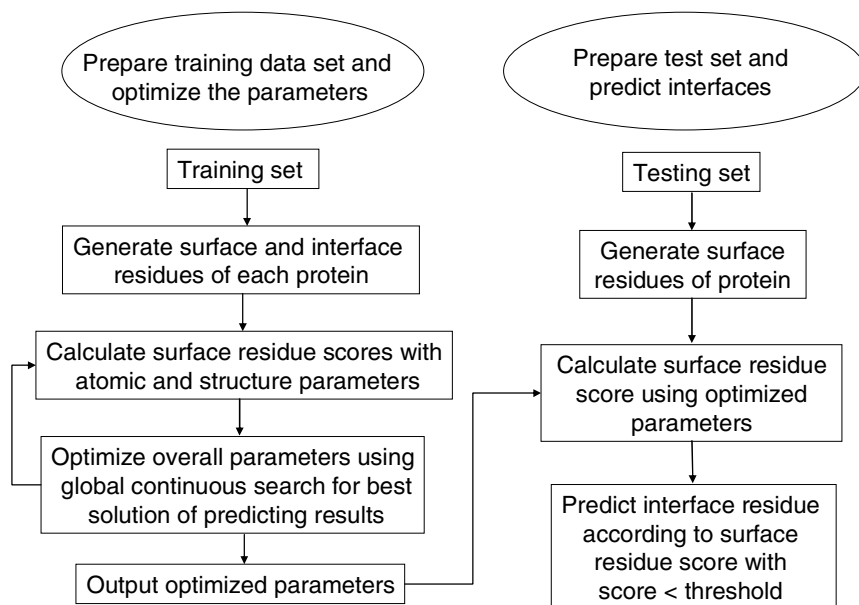 Prepare training data set and
optimize the parameters
Training set
Generate surface and interface
residues of each protein
Calculate surface residue scores with
atomic and structure parameters
Optimize overall parameters using
global continuous search for best
solution of predicting results
Output optimized parameters
Prepare test set and
predict interfaces
Testing set
Generate surface
residues of protein
Calculate surface residue
score using optimized
parameters
Predict interface residue
according to surface
residue score with
score < threshold